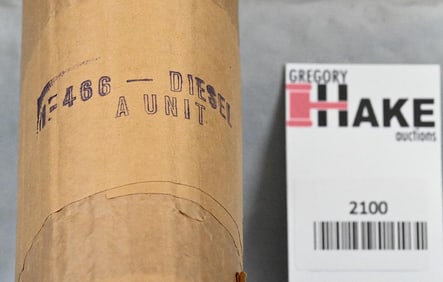 M-466 — DIESEL
A UNIT
GREGORY
HAKE
auctions
2100